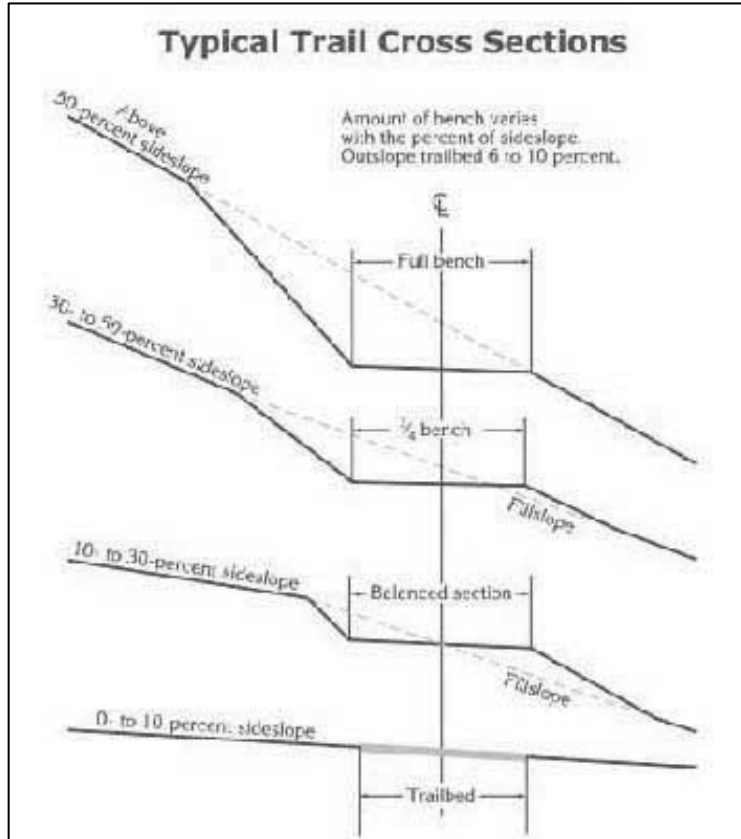 Typical Trail Cross Sections
Amount of bench varies
with the percent of sideslope.
Outslope trailbed 6 to 10 percent.
Above
50-percent sideslope
℄
Full bench
30- to 50-percent sideslope
¾ bench
Fillslope
10- to 30-percent sideslope
Balanced section
Fillslope
0- to 10 percent sideslope
Trailbed